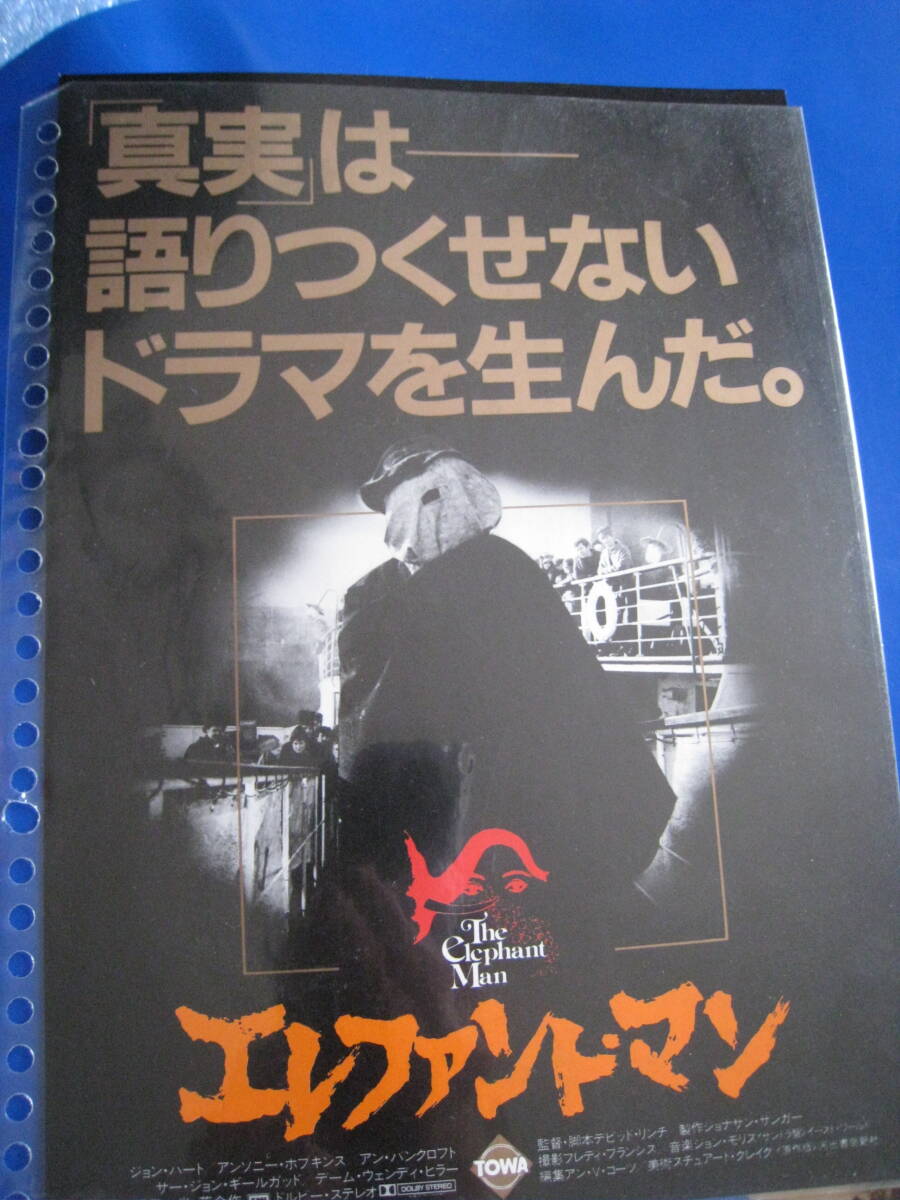 「真実」は──
語りつくせない
ドラマを生んだ。
The
elephant
Man
エレファント・マン
ジョン・ハート アンソニー・ホプキンス アン・バンクロフト
サー・ジョン・ギールガッド デーム・ウェンディ・ヒラー
ドルビー・ステレオ DOLBY STEREO
TOWA
監督・脚本デビッド・リンチ 製作ジョナサン・サンガー
撮影フレディ・フランシス 音楽ジョン・モリス
編集アン・V・コーツ 美術スチュアート・クレイグ